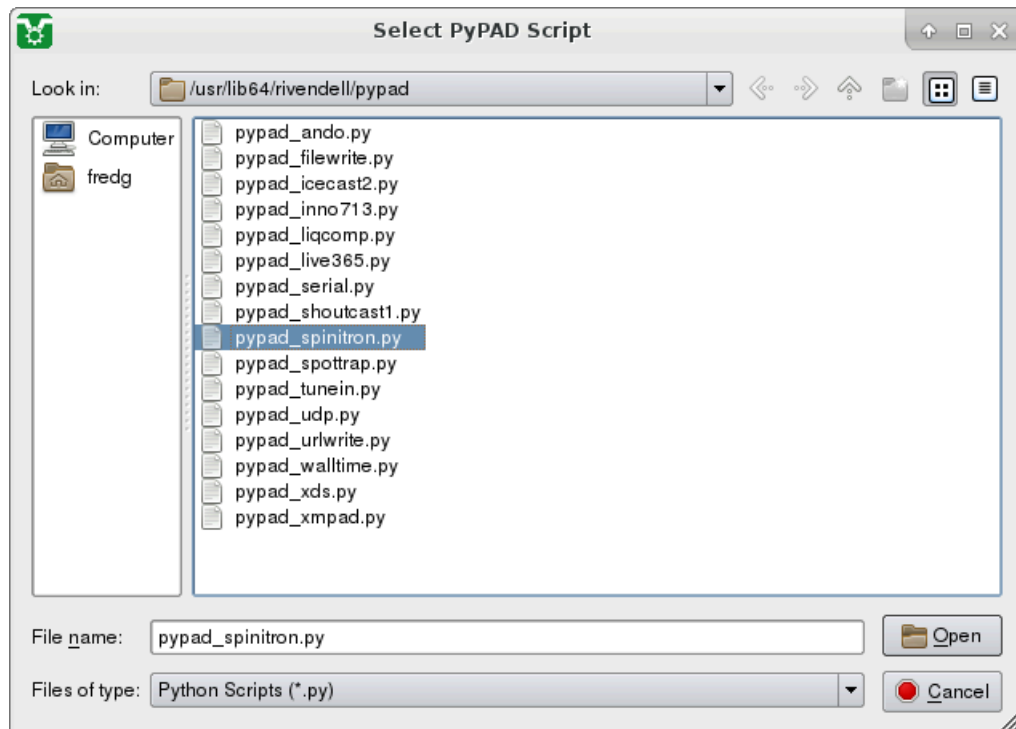 Select PyPAD Script
Look in:
/usr/lib64/rivendell/pypad
Computer
fredg
pypad_ando.py
pypad_filewrite.py
pypad_icecast2.py
pypad_inno713.py
pypad_liqcomp.py
pypad_live365.py
pypad_serial.py
pypad_shoutcast1.py
pypad_spinitron.py
pypad_spottrap.py
pypad_tunein.py
pypad_udp.py
pypad_urlwrite.py
pypad_walltime.py
pypad_xds.py
pypad_xmpad.py
File name:
pypad_spinitron.py
Open
Files of type:
Python Scripts (*.py)
Cancel